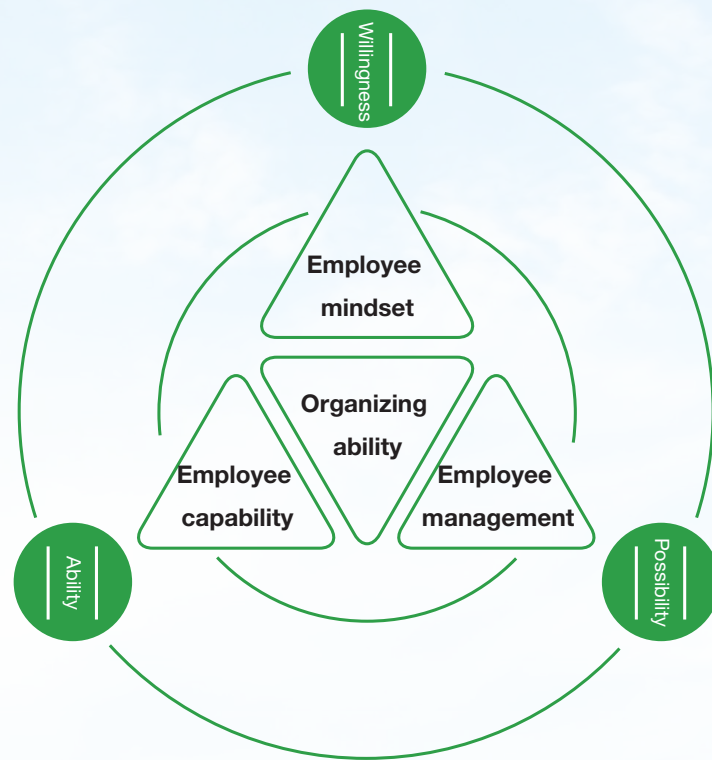 Willingness
Employee
mindset
Organizing
ability
Employee
capability
Employee
management
Ability
Possibility